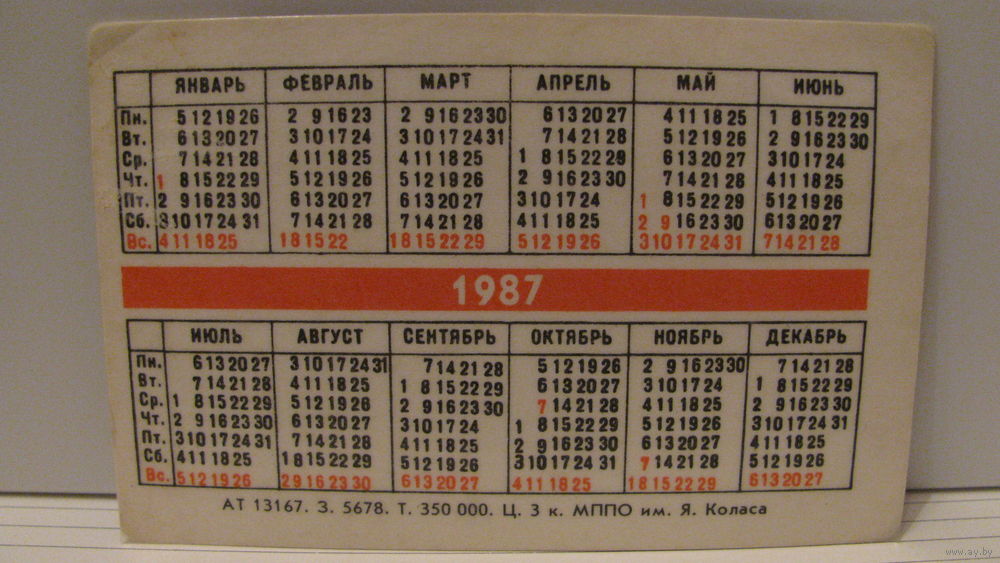 ЯНВАРЬ ФЕВРАЛЬ МАРТ АПРЕЛЬ МАЙ ИЮНЬ
Пн. 5 12 19 26 2 9 16 23 2 9 16 23 30 6 13 20 27 4 11 18 25 1 8 15 22 29
Вт. 6 13 20 27 3 10 17 24 3 10 17 24 31 7 14 21 28 5 12 19 26 2 9 16 23 30
Ср. 7 14 21 28 4 11 18 25 4 11 18 25 1 8 15 22 29 6 13 20 27 3 10 17 24
Чт. 1 8 15 22 29 5 12 19 26 5 12 19 26 2 9 16 23 30 7 14 21 28 4 11 18 25
Пт. 2 9 16 23 30 6 13 20 27 6 13 20 27 3 10 17 24 1 8 15 22 29 5 12 19 26
Сб. 3 10 17 24 31 7 14 21 28 7 14 21 28 4 11 18 25 2 9 16 23 30 6 13 20 27
Вс. 4 11 18 25 1 8 15 22 1 8 15 22 29 5 12 19 26 3 10 17 24 31 7 14 21 28
1987
ИЮЛЬ АВГУСТ СЕНТЯБРЬ ОКТЯБРЬ НОЯБРЬ ДЕКАБРЬ
Пн. 6 13 20 27 3 10 17 24 31 7 14 21 28 5 12 19 26 2 9 16 23 30 7 14 21 28
Вт. 7 14 21 28 4 11 18 25 1 8 15 22 29 6 13 20 27 3 10 17 24 1 8 15 22 29
Ср. 1 8 15 22 29 5 12 19 26 2 9 16 23 30 7 14 21 28 4 11 18 25 2 9 16 23 30
Чт. 2 9 16 23 30 6 13 20 27 3 10 17 24 1 8 15 22 29 5 12 19 26 3 10 17 24 31
Пт. 3 10 17 24 31 7 14 21 28 4 11 18 25 2 9 16 23 30 6 13 20 27 4 11 18 25
Сб. 4 11 18 25 1 8 15 22 29 5 12 19 26 3 10 17 24 31 7 14 21 28 5 12 19 26
Вс. 5 12 19 26 2 9 16 23 30 6 13 20 27 4 11 18 25 1 8 15 22 29 6 13 20 27
АТ 13167. З. 5678. Т. 350 000. Ц. 3 к. МППО им. Я. Коласа
www.ay.by